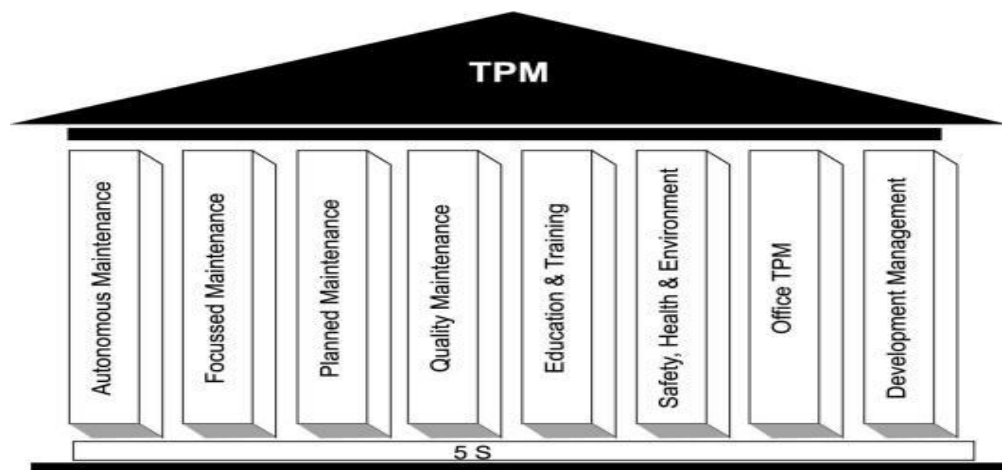 TPM
Autonomous Maintenance
Focussed Maintenance
Planned Maintenance
Quality Maintenance
Education & Training
Safety, Health & Environment
Office TPM
Development Management
5 S